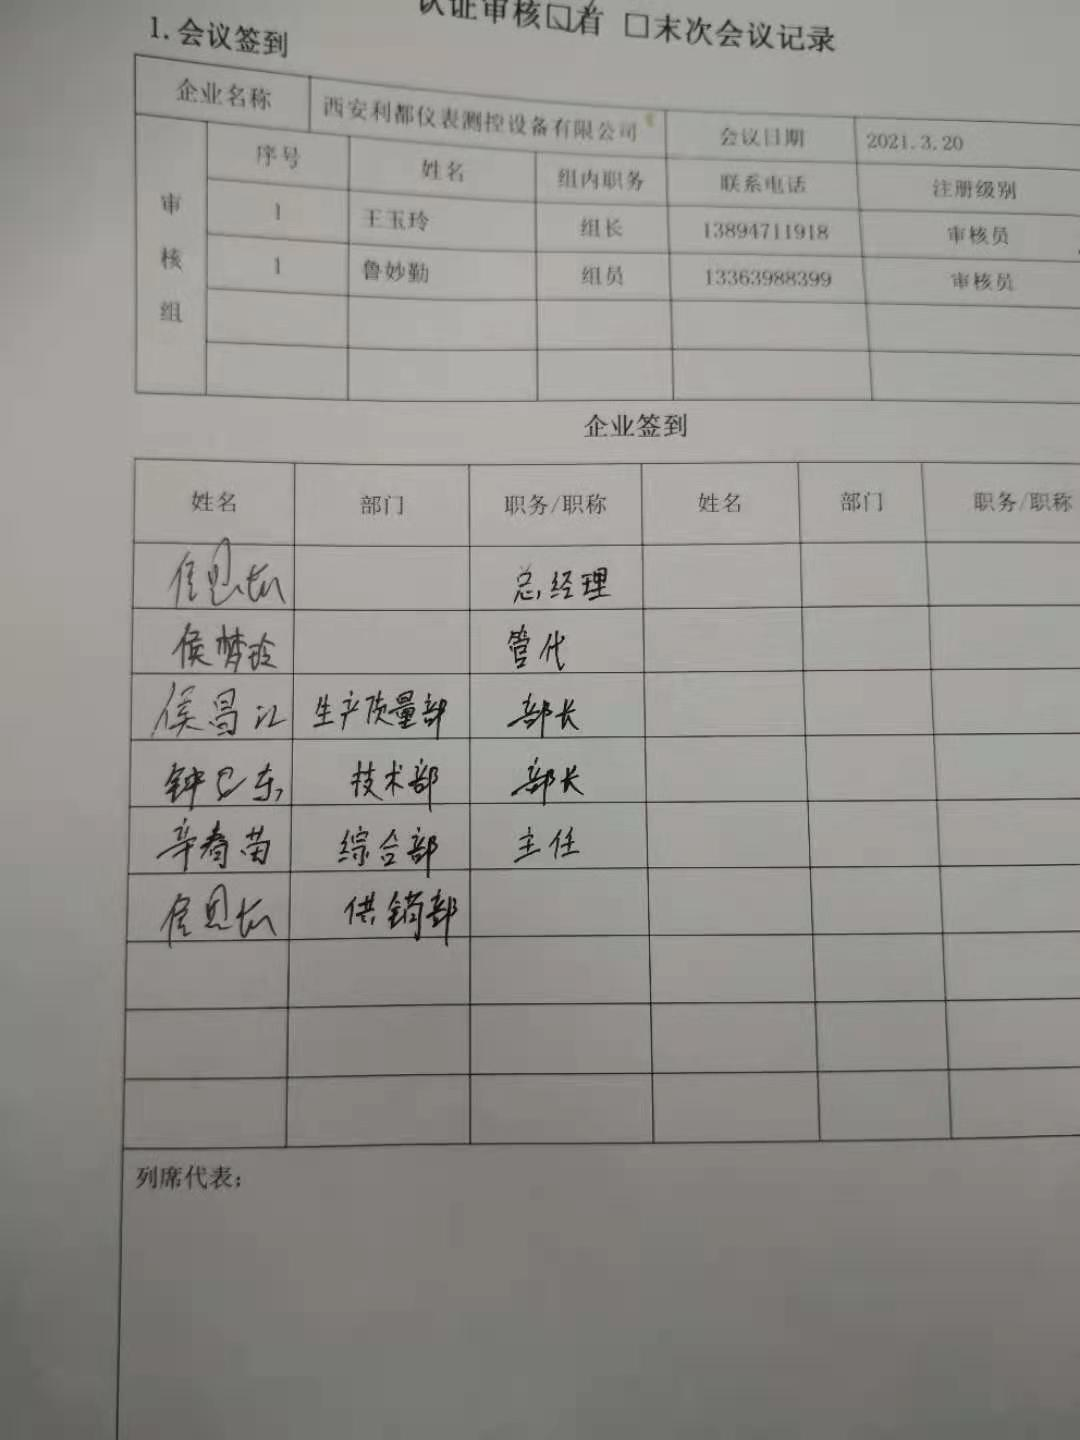 认证审核☑首 □末次会议记录
1.会议签到
企业名称 西安利都仪表测控设备有限公司 会议日期 2021.3.20
审核组 序号 姓名 组内职务 联系电话 注册级别
1 王玉玲 组长 13894711918 审核员
1 鲁妙勤 组员 13363988399 审核员
企业签到
姓名 部门 职务/职称 姓名 部门 职务/职称
总经理
侯梦玲 管代
侯昌江 生产质量部 部长
钟 东 技术部 部长
辛春苗 综合部 主任
供销部
列席代表: